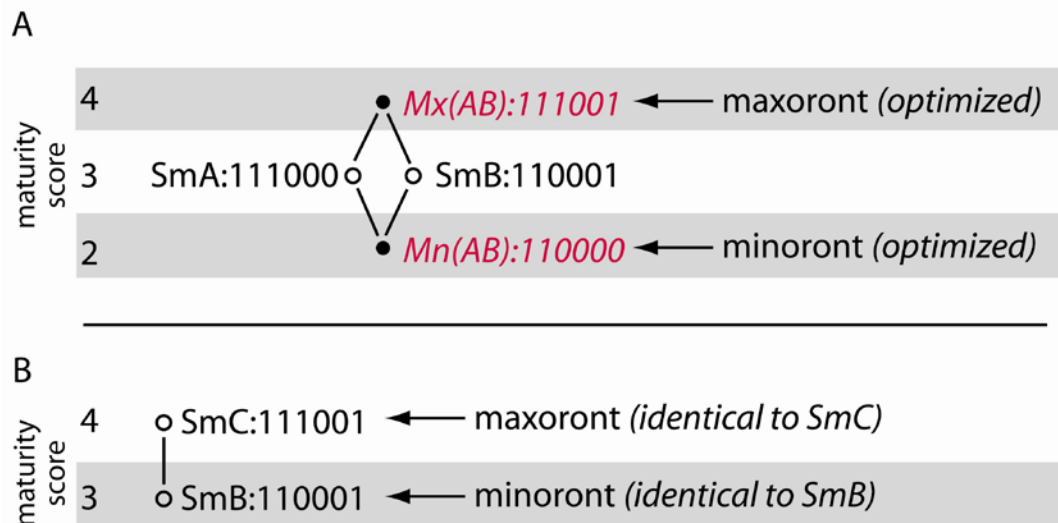 A
maturity
score
4
Mx(AB):111001
maxoront (optimized)
3
SmA:111000
SmB:110001
2
Mn(AB):110000
minoront (optimized)
B
maturity
score
4
SmC:111001
maxoront (identical to SmC)
3
SmB:110001
minoront (identical to SmB)